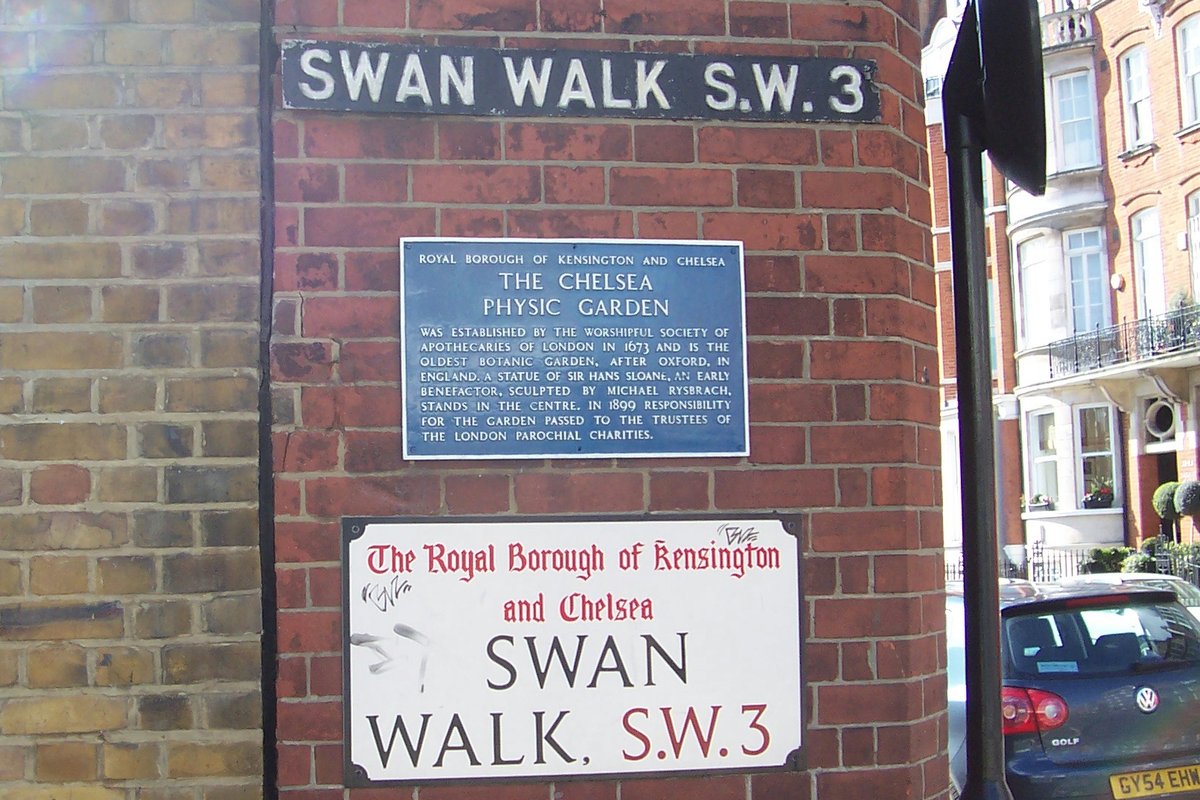 SWAN WALK S.W. 3
ROYAL BOROUGH OF KENSINGTON AND CHELSEA
THE CHELSEA
PHYSIC GARDEN
WAS ESTABLISHED BY THE WORSHIPFUL SOCIETY OF
APOTHECARIES OF LONDON IN 1673 AND IS THE
OLDEST BOTANIC GARDEN, AFTER OXFORD, IN
ENGLAND. A STATUE OF SIR HANS SLOANE, AN EARLY
BENEFACTOR, SCULPTED BY MICHAEL RYSBRACH,
STANDS IN THE CENTRE. IN 1899 RESPONSIBILITY
FOR THE GARDEN PASSED TO THE TRUSTEES OF
THE LONDON PAROCHIAL CHARITIES.
The Royal Borough of Kensington
and Chelsea
SWAN
WALK, S.W. 3
GOLF
GY54 EHW